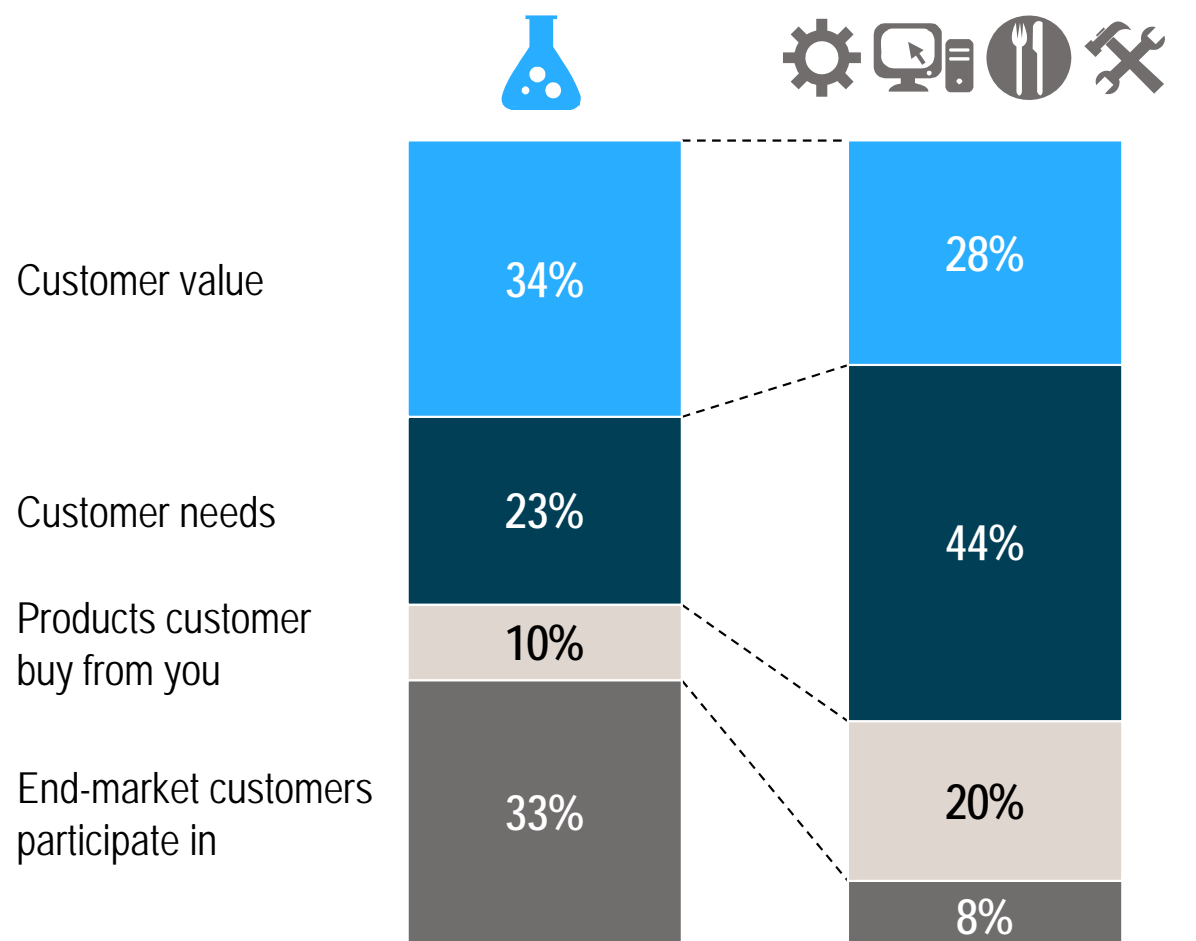 Customer value
34%
28%
Customer needs
23%
44%
Products customer
buy from you
10%
20%
End-market customers
participate in
33%
8%